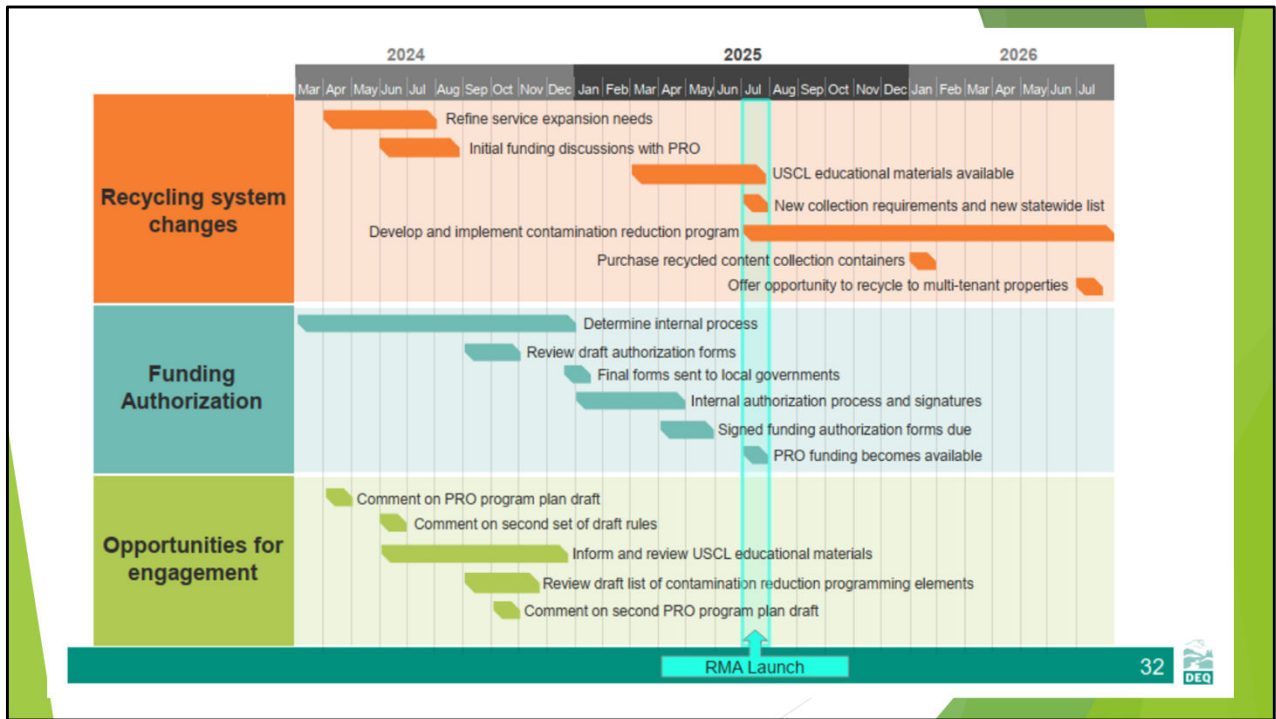 2024 2025 2026
Mar Apr May Jun Jul Aug Sep Oct Nov Dec Jan Feb Mar Apr May Jun Jul Aug Sep Oct Nov Dec Jan Feb Mar Apr May Jun Jul
Recycling system
changes
Refine service expansion needs
Initial funding discussions with PRO
USCL educational materials available
New collection requirements and new statewide list
Develop and implement contamination reduction program
Purchase recycled content collection containers
Offer opportunity to recycle to multi-tenant properties
Funding
Authorization
Determine internal process
Review draft authorization forms
Final forms sent to local governments
Internal authorization process and signatures
Signed funding authorization forms due
PRO funding becomes available
Opportunities for
engagement
Comment on PRO program plan draft
Comment on second set of draft rules
Inform and review USCL educational materials
Review draft list of contamination reduction programming elements
Comment on second PRO program plan draft
RMA Launch
32
DEQ